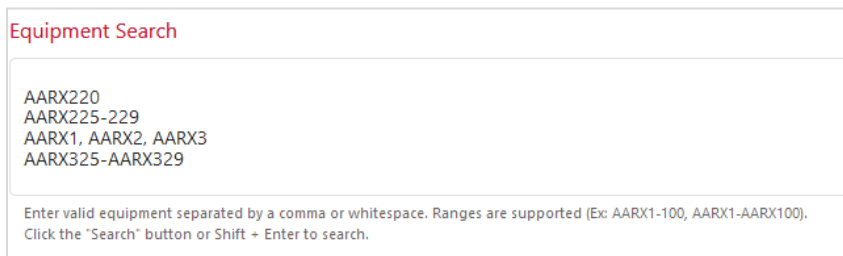 Equipment Search
AARX220
AARX225-229
AARX1, AARX2, AARX3
AARX325-AARX329
Enter valid equipment separated by a comma or whitespace. Ranges are supported (Ex: AARX1-100, AARX1-AARX100).
Click the "Search" button or Shift + Enter to search.